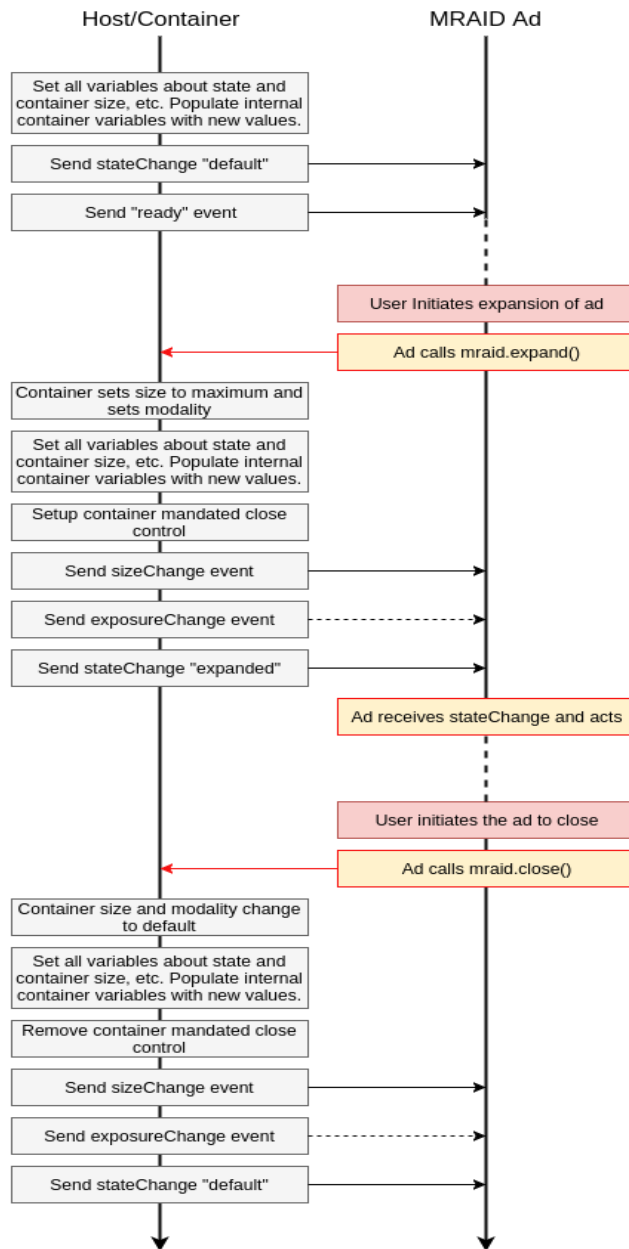 Host/Container
MRAID Ad
Set all variables about state and
container size, etc. Populate internal
container variables with new values.
Send stateChange "default"
Send "ready" event
User Initiates expansion of ad
Ad calls mraid.expand()
Container sets size to maximum and
sets modality
Set all variables about state and
container size, etc. Populate internal
container variables with new values.
Setup container mandated close
control
Send sizeChange event
Send exposureChange event
Send stateChange "expanded"
Ad receives stateChange and acts
User initiates the ad to close
Ad calls mraid.close()
Container size and modality change
to default
Set all variables about state and
container size, etc. Populate internal
container variables with new values.
Remove container mandated close
control
Send sizeChange event
Send exposureChange event
Send stateChange "default"